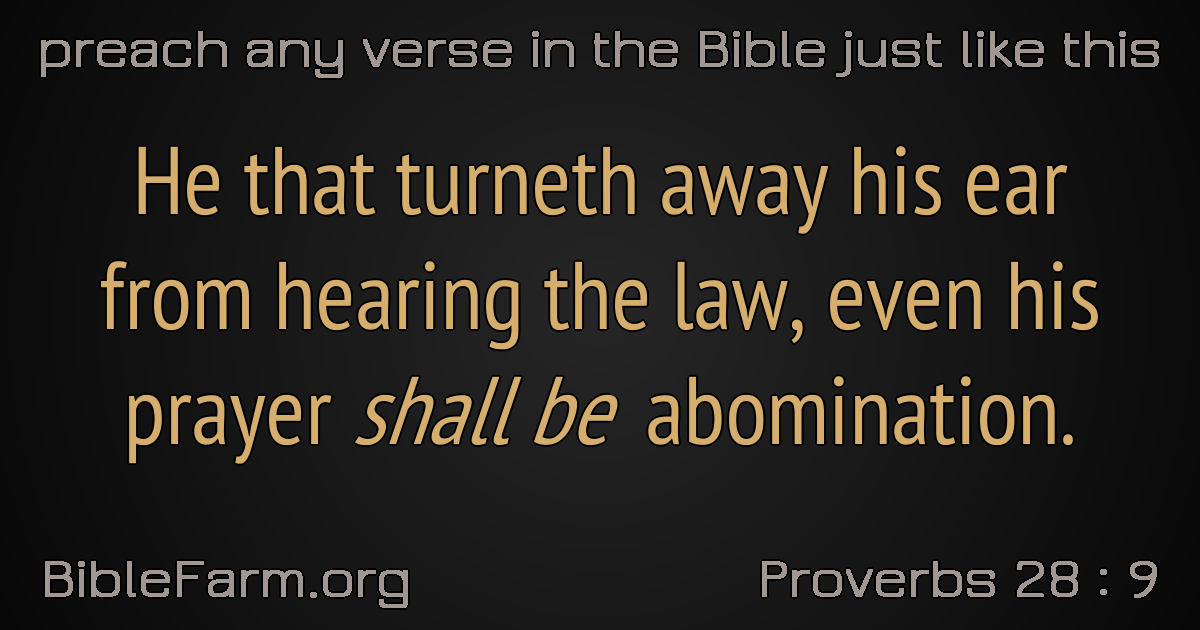 preach any verse in the Bible just like this
He that turneth away his ear
from hearing the law, even his
prayer shall be abomination.
BibleFarm.org
Proverbs 28 : 9